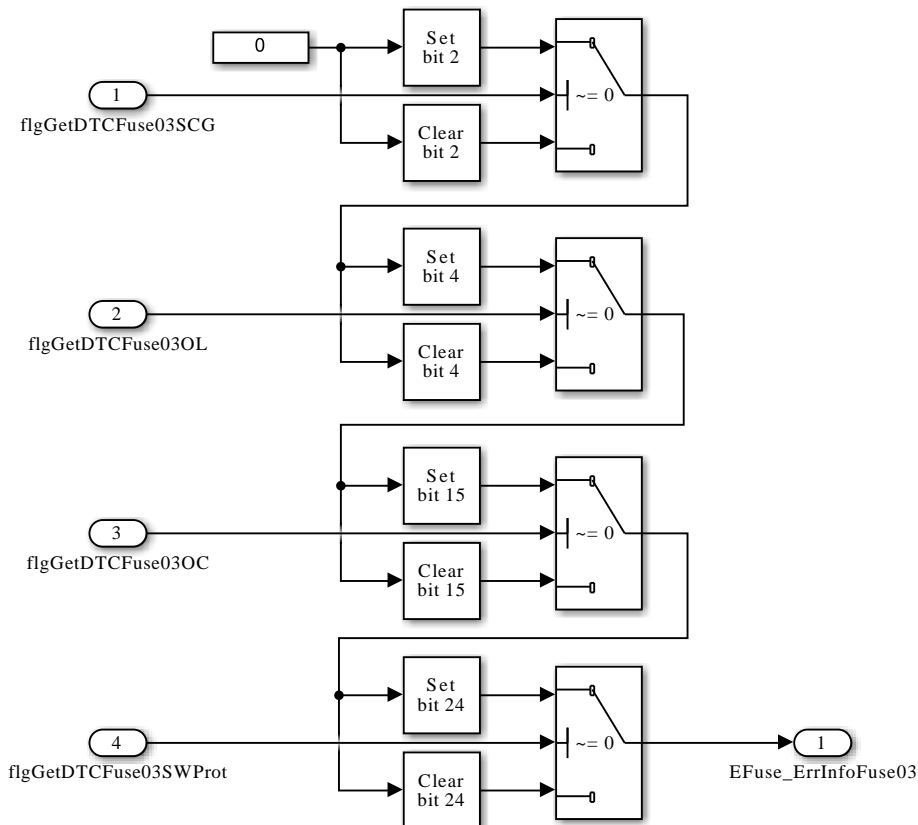 0
Set
bit 2
1
~= 0
flgGetDTCFuse03SCG
Clear
bit 2
Set
bit 4
2
~= 0
flgGetDTCFuse03OL
Clear
bit 4
Set
bit 15
3
~= 0
flgGetDTCFuse03OC
Clear
bit 15
Set
bit 24
4
~= 0
1
flgGetDTCFuse03SWProt
EFuse_ErrInfoFuse03
Clear
bit 24